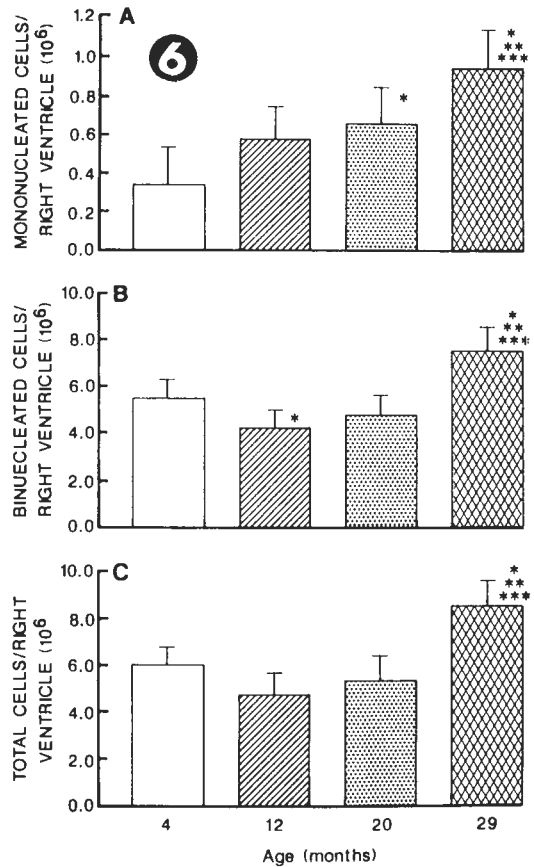 A
6
MONONUCLEATED CELLS/
RIGHT VENTRICLE (10⁶)
1.2
1.0
0.8
0.6
0.4
0.2
0.0
*
*
**
***
B
BINUECLEATED CELLS/
RIGHT VENTRICLE (10⁶)
10.0
8.0
6.0
4.0
2.0
0.0
*
*
**
***
C
TOTAL CELLS/RIGHT
VENTRICLE (10⁶
10.0
8.0
6.0
4.0
2.0
0.0
*
**
***
4 12 20 29
Age (months)